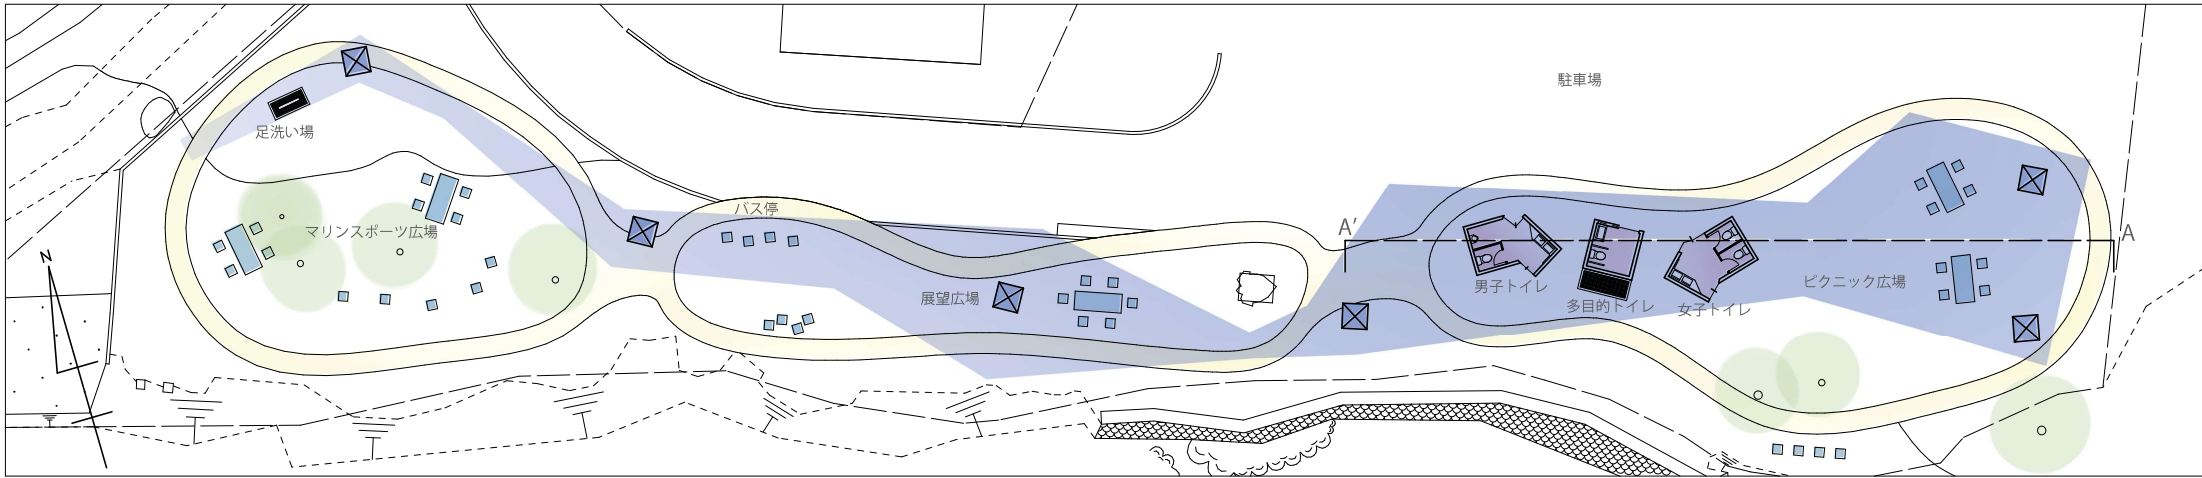 駐車場
足洗い場
マリンスポーツ広場
バス停
展望広場
A'
A
男子トイレ
多目的トイレ
女子トイレ
ピクニック広場
N